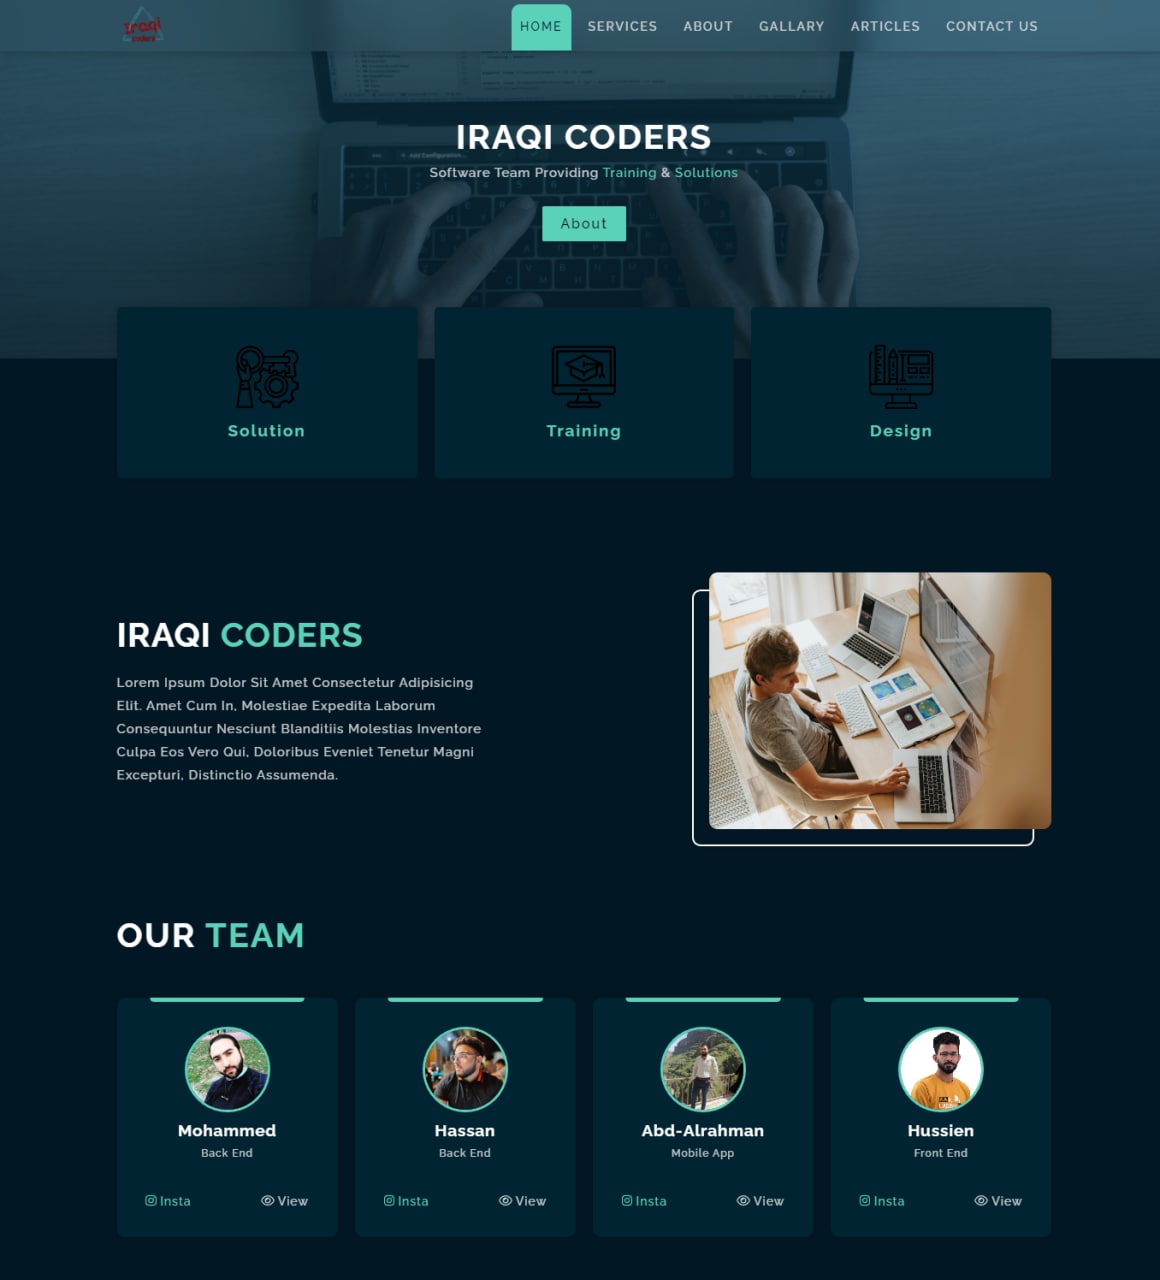 Iraqi
coders
HOME SERVICES ABOUT GALLARY ARTICLES CONTACT US
IRAQI CODERS
Software Team Providing Training & Solutions
About
Solution Training Design
IRAQI CODERS
Lorem Ipsum Dolor Sit Amet Consectetur Adipisicing
Elit. Amet Cum In, Molestiae Expedita Laborum
Consequuntur Nesciunt Blanditiis Molestias Inventore
Culpa Eos Vero Qui, Doloribus Eveniet Tenetur Magni
Excepturi, Distinctio Assumenda.
OUR TEAM
Mohammed
Back End
Insta View
Hassan
Back End
Insta View
Abd-Alrahman
Mobile App
Insta View
Hussien
Front End
Insta View